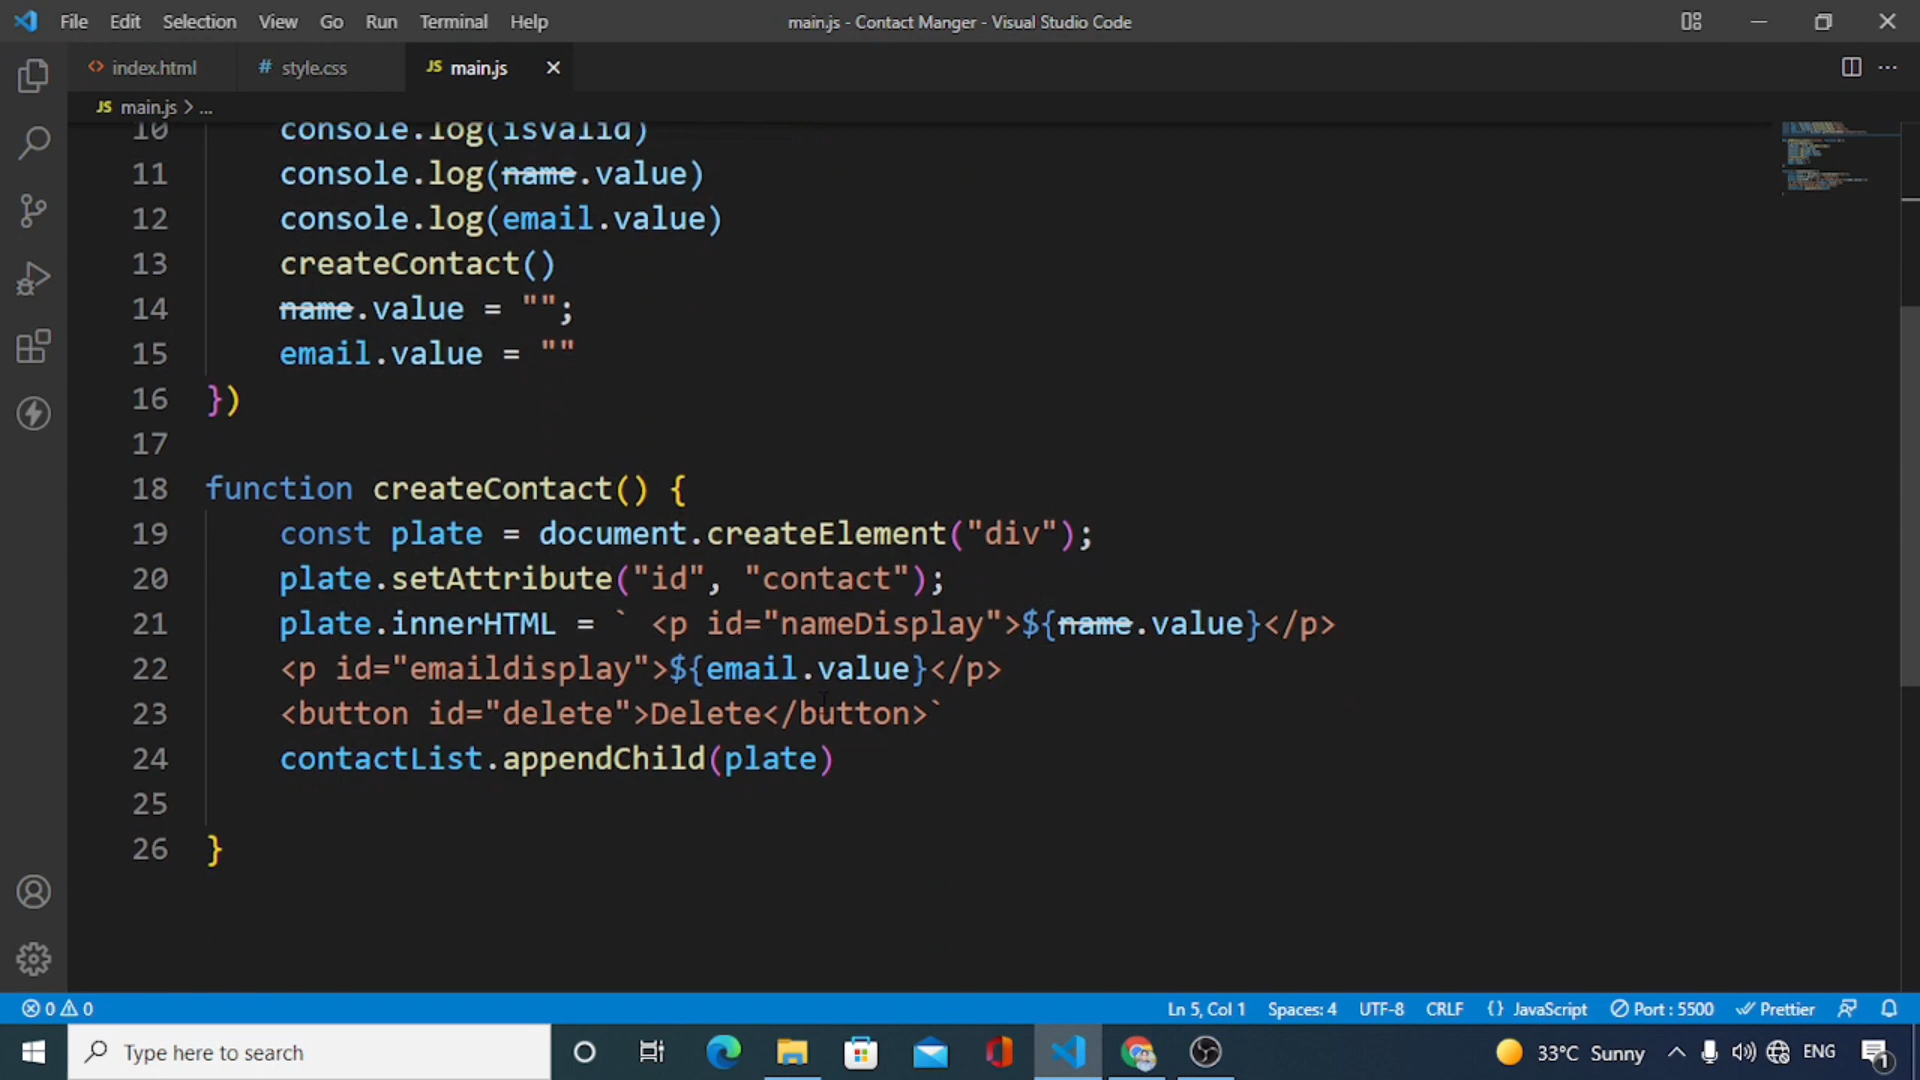 File Edit Selection View Go Run Terminal Help main.js - Contact Manger - Visual Studio Code
index.html style.css JS main.js
JS main.js > ...
10 console.log(isValid)
11 console.log(name.value)
12 console.log(email.value)
13 createContact()
14 name.value = "";
15 email.value = ""
16 })
17
18 function createContact() {
19 const plate = document.createElement("div");
20 plate.setAttribute("id", "contact");
21 plate.innerHTML = ` <p id="nameDisplay">${name.value}</p>
22 <p id="emaildisplay">${email.value}</p>
23 <button id="delete">Delete</button>`
24 contactList.appendChild(plate)
25
26 }
0 0 Ln 5, Col 1 Spaces: 4 UTF-8 CRLF {} JavaScript Port : 5500 Prettier
Type here to search 33°C Sunny ENG 1